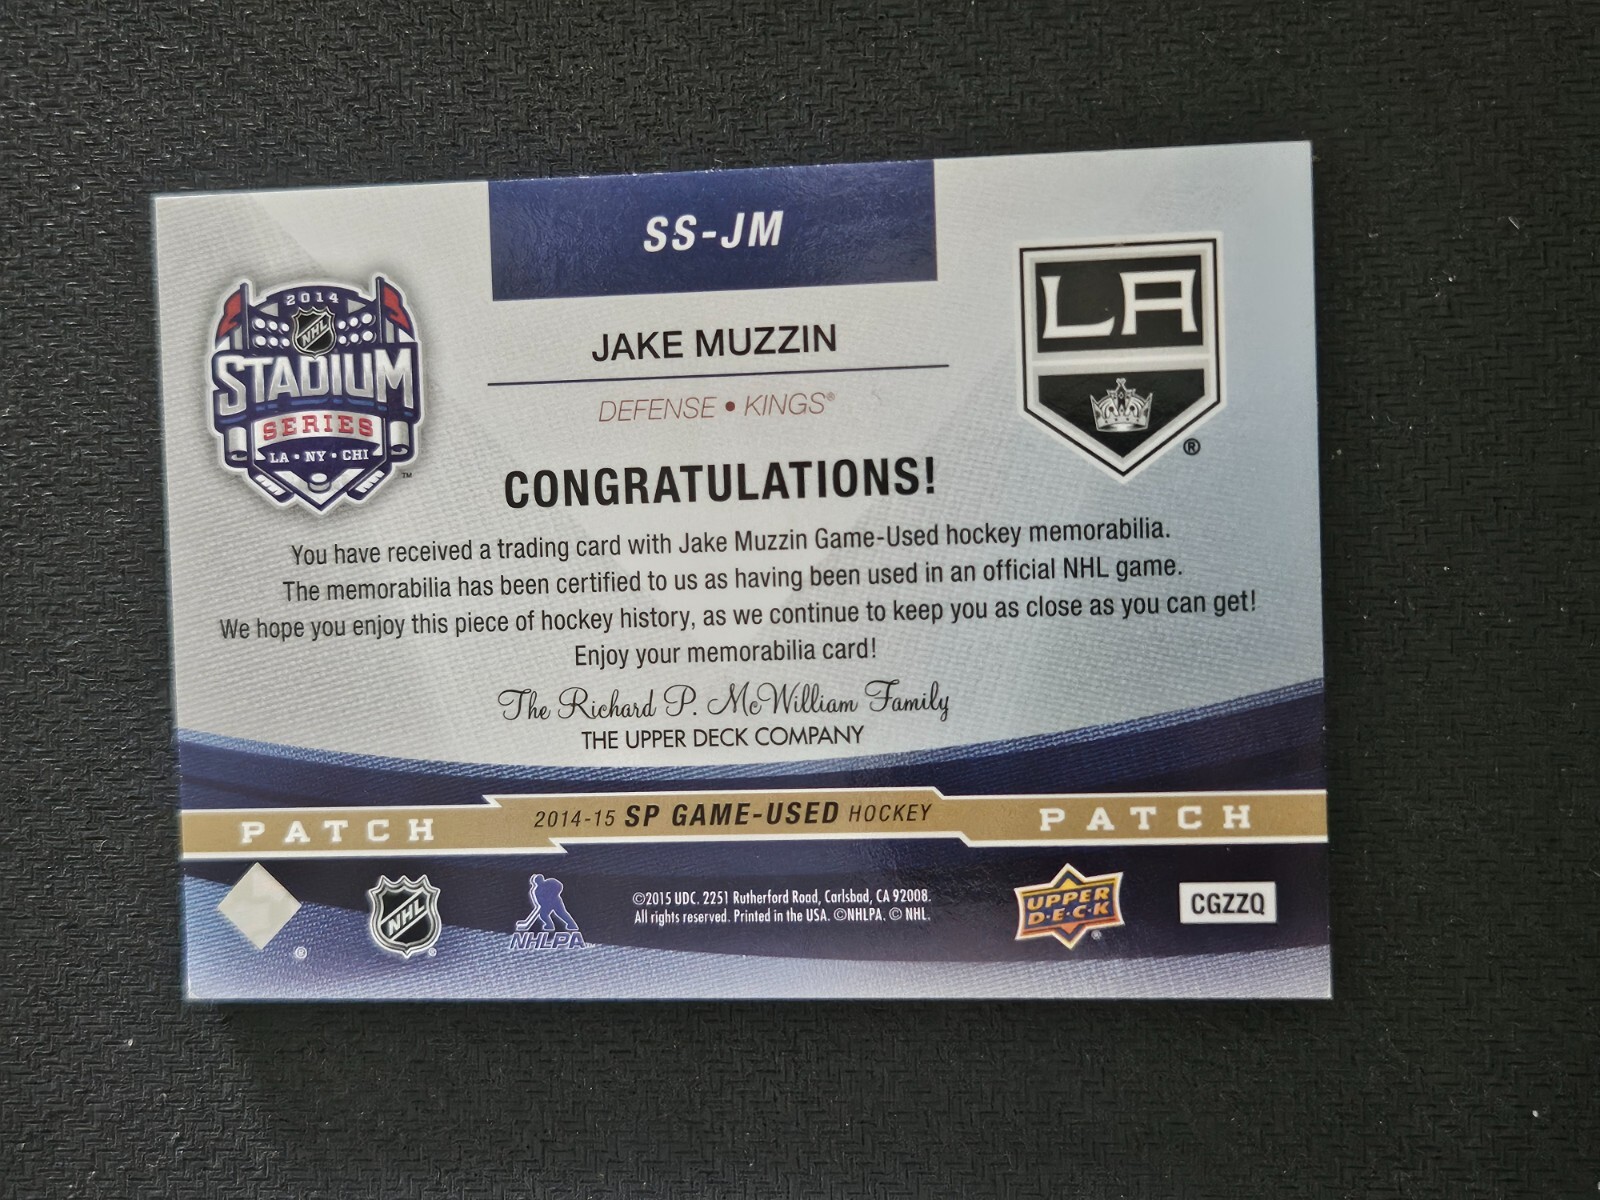 SS-JM
2014
NHL
STADIUM
SERIES
LA • NY • CHI
™
JAKE MUZZIN
DEFENSE • KINGS®
LA
®
CONGRATULATIONS!
You have received a trading card with Jake Muzzin Game-Used hockey memorabilia.
The memorabilia has been certified to us as having been used in an official NHL game.
We hope you enjoy this piece of hockey history, as we continue to keep you as close as you can get!
Enjoy your memorabilia card!
The Richard P. McWilliam Family
THE UPPER DECK COMPANY
PATCH
2014-15 SP GAME-USED HOCKEY
PATCH
®
NHL
®
NHLPA™
©2015 UDC. 2251 Rutherford Road, Carlsbad, CA 92008.
All rights reserved. Printed in the USA. ©NHLPA. © NHL.
UPPER
D•E•C•K
®
CGZZQ